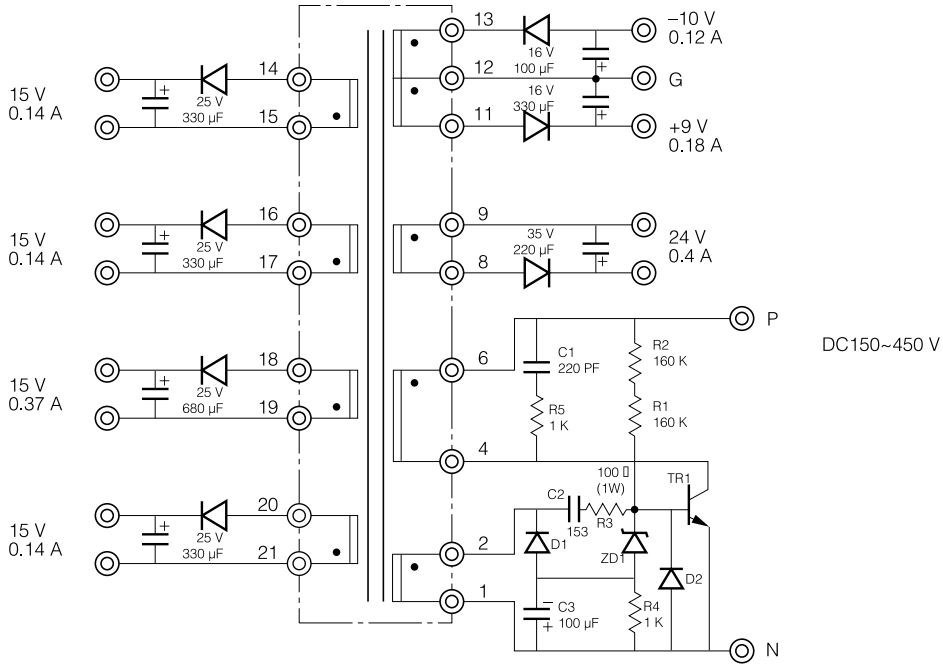 13
–10 V
0.12 A
16 V
100 µF
14
12
G
15 V
0.14 A
25 V
330 µF
16 V
330 µF
15
11
+9 V
0.18 A
16
9
15 V
0.14 A
25 V
330 µF
35 V
220 µF
24 V
0.4 A
17
8
P
DC150~450 V
18
6
C1
220 PF
R2
160 K
15 V
0.37 A
25 V
680 µF
19
R5
1 K
R1
160 K
4
100 ▯
(1W)
TR1
20
C2
153
R3
15 V
0.14 A
25 V
330 µF
21
2
D1
ZD1
D2
1
C3
100 µF
– 
+
R4
1 K
N